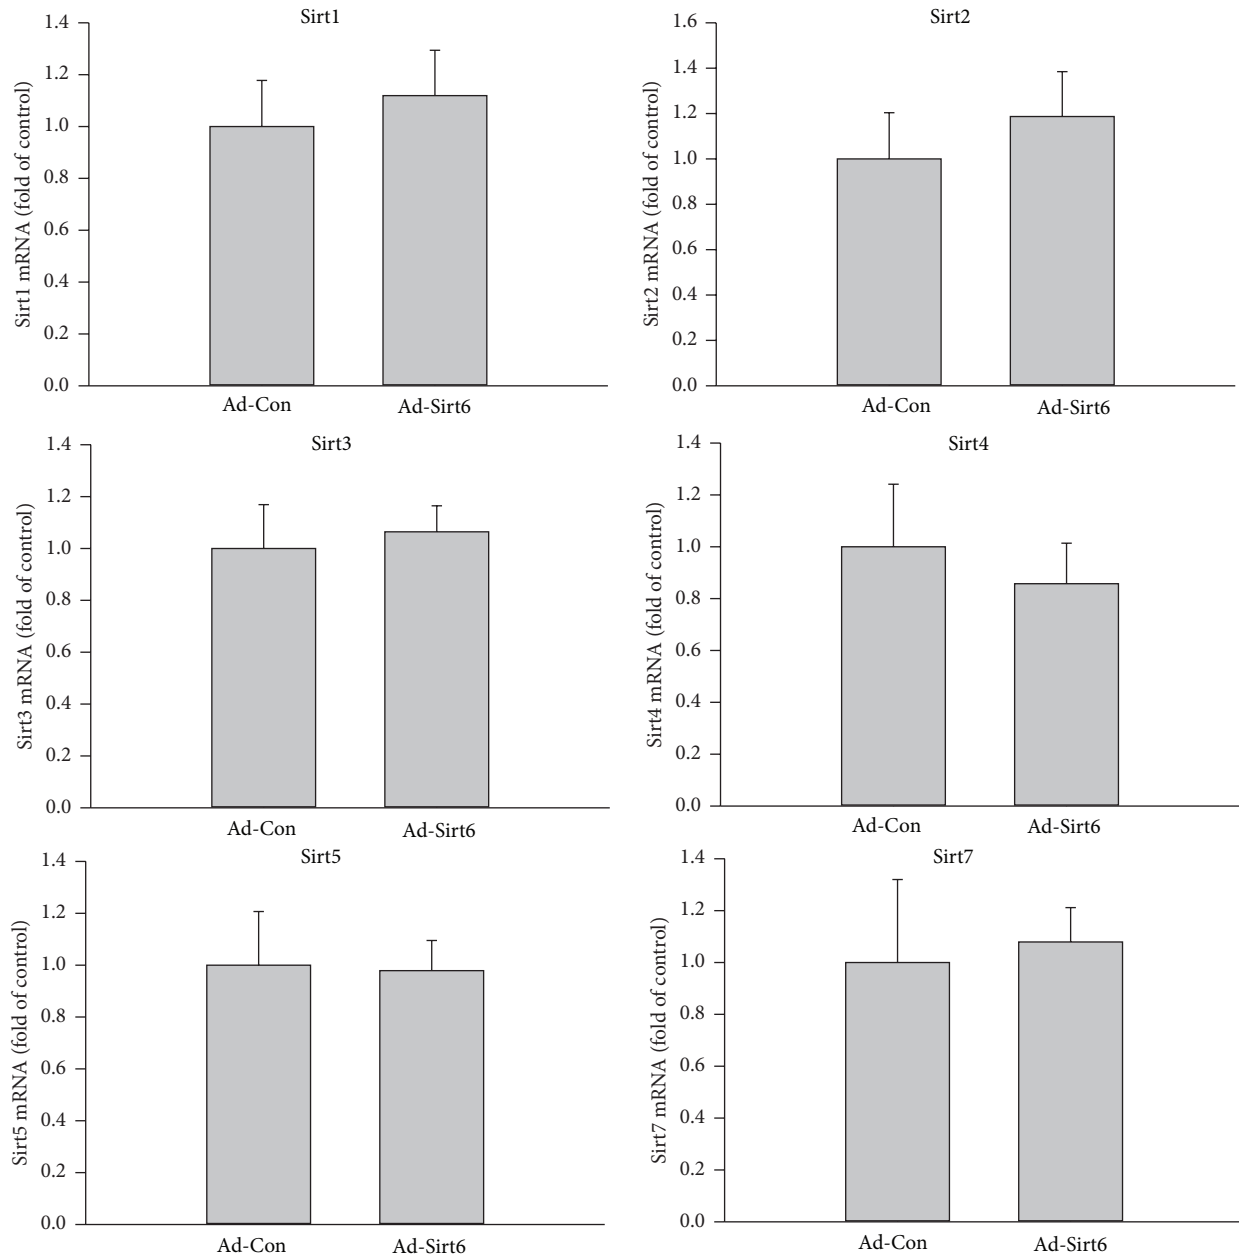 Sirt1
Sirt1 mRNA (fold of control)
1.4
1.2
1.0
0.8
0.6
0.4
0.2
0.0
Ad-Con Ad-Sirt6
Sirt2
Sirt2 mRNA (fold of control)
1.6
1.4
1.2
1.0
0.8
0.6
0.4
0.2
0.0
Ad-Con Ad-Sirt6
Sirt3
Sirt3 mRNA (fold of control)
1.4
1.2
1.0
0.8
0.6
0.4
0.2
0.0
Ad-Con Ad-Sirt6
Sirt4
Sirt4 mRNA (fold of control)
1.4
1.2
1.0
0.8
0.6
0.4
0.2
0.0
Ad-Con Ad-Sirt6
Sirt5
Sirt5 mRNA (fold of control)
1.4
1.2
1.0
0.8
0.6
0.4
0.2
0.0
Ad-Con Ad-Sirt6
Sirt7
Sirt7 mRNA (fold of control)
1.4
1.2
1.0
0.8
0.6
0.4
0.2
0.0
Ad-Con Ad-Sirt6